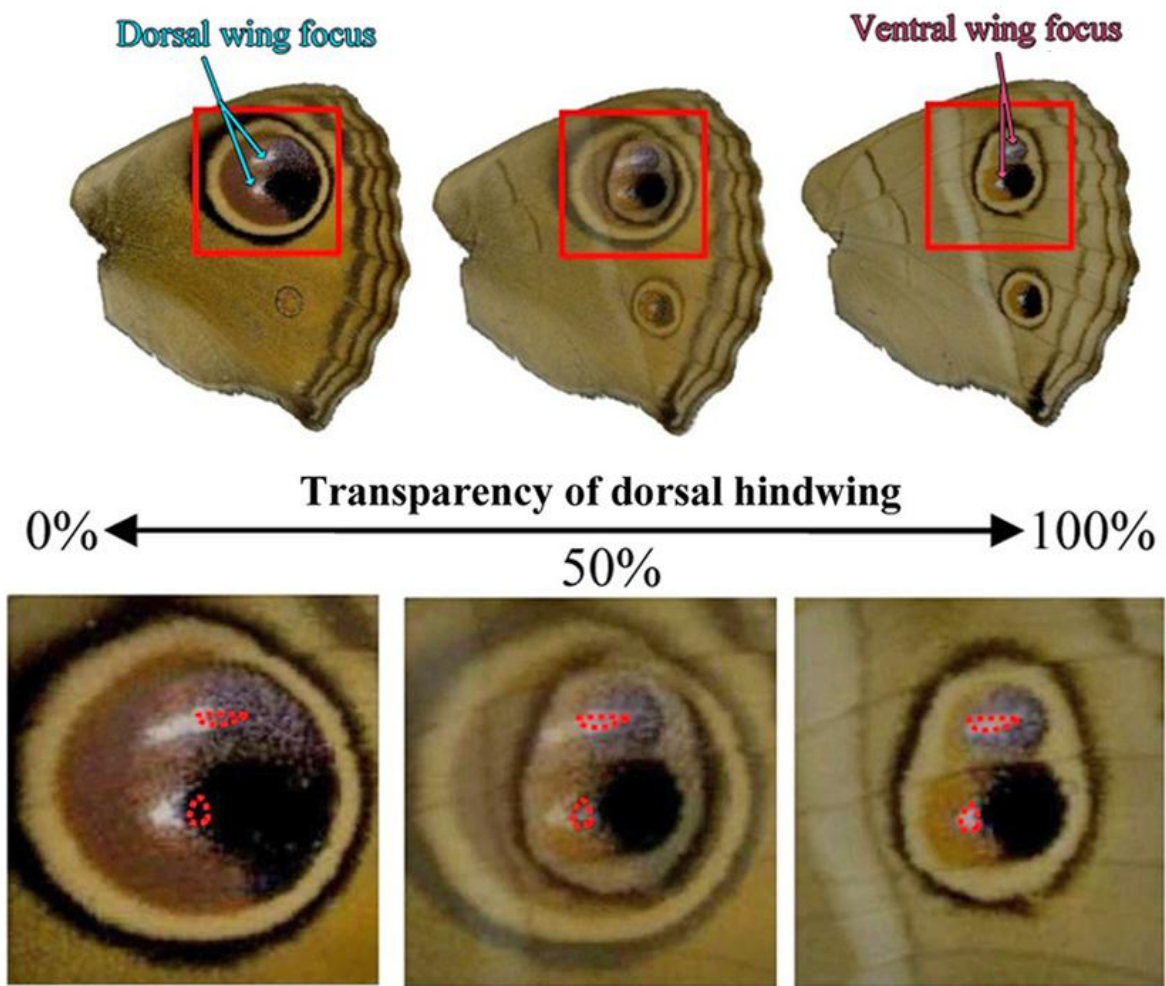 Dorsal wing focus
Ventral wing focus
Transparency of dorsal hindwing
0%
100%
50%